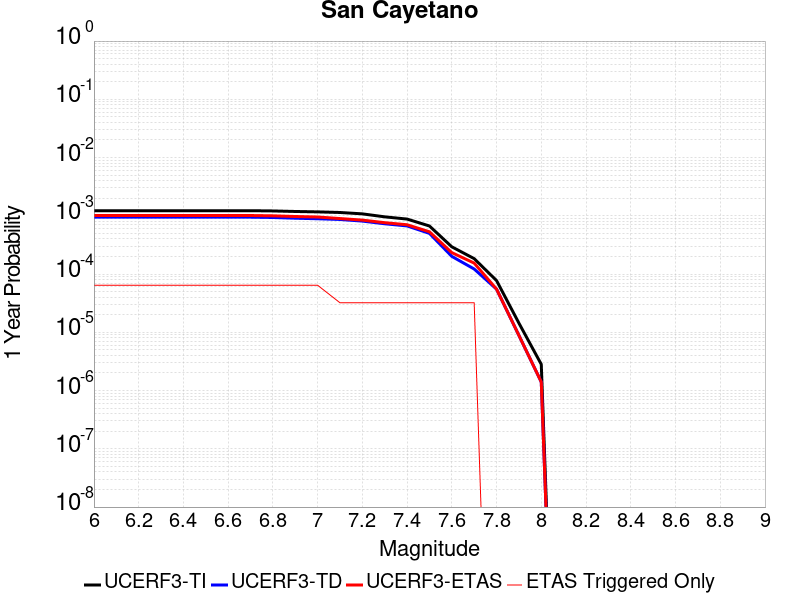 San Cayetano
10^0
10^-1
10^-2
10^-3
10^-4
10^-5
10^-6
10^-7
10^-8
1 Year Probability
6 6.2 6.4 6.6 6.8 7 7.2 7.4 7.6 7.8 8 8.2 8.4 8.6 8.8 9
Magnitude
UCERF3-TI UCERF3-TD UCERF3-ETAS ETAS Triggered Only